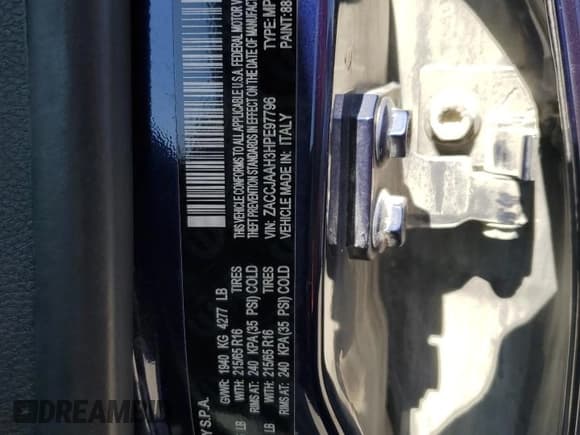 Y S.P.A.
GVWR: 1940 KG 4277 LB
WITH: 215/65 R16 TIRES
RIMS AT: 240 KPA(35 PSI) COLD
LB WITH: 215/65 R16 TIRES
LB RIMS AT: 240 KPA(35 PSI) COLD
THIS VEHICLE CONFORMS TO ALL APPLICABLE U.S.A. FEDERAL MOTOR
THEFT PREVENTION STANDARDS IN EFFECT ON THE DATE OF MANUFACTUR
VIN: ZACCJAAH3HPE97796 TYPE: MP
VEHICLE MADE IN: ITALY PAINT: 88
DREAMBID